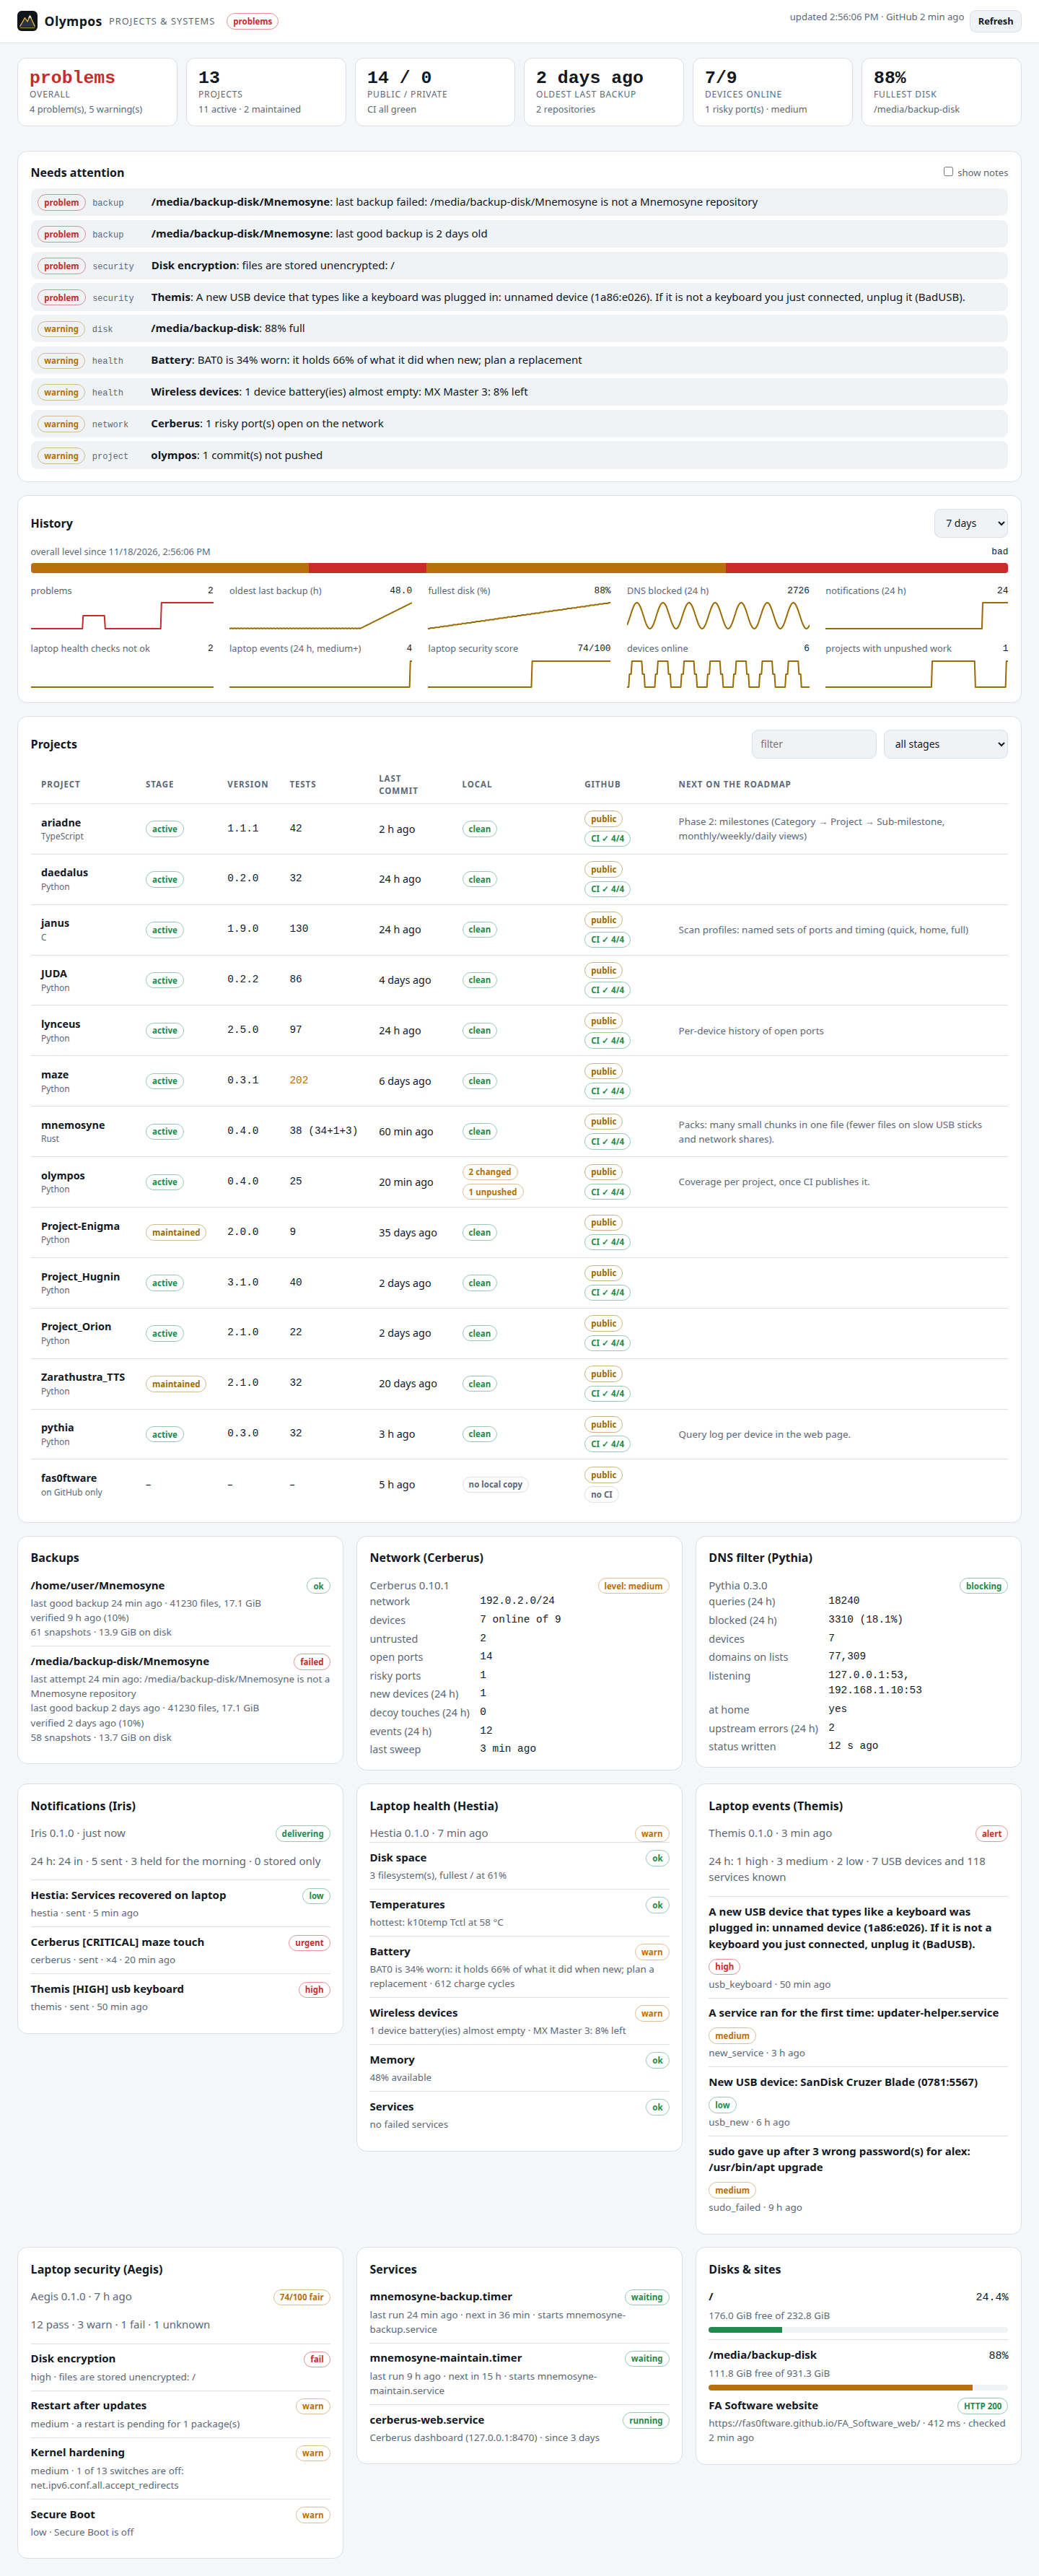 Olympos PROJECTS & SYSTEMS problems
updated 2:56:06 PM · GitHub 2 min ago Refresh
problems
OVERALL
4 problem(s), 5 warning(s)
13
PROJECTS
11 active · 2 maintained
14 / 0
PUBLIC / PRIVATE
CI all green
2 days ago
OLDEST LAST BACKUP
2 repositories
7/9
DEVICES ONLINE
1 risky port(s) · medium
88%
FULLEST DISK
/media/backup-disk
Needs attention
show notes
problem backup /media/backup-disk/Mnemosyne: last backup failed: /media/backup-disk/Mnemosyne is not a Mnemosyne repository
problem backup /media/backup-disk/Mnemosyne: last good backup is 2 days old
problem security Disk encryption: files are stored unencrypted: /
problem security Themis: A new USB device that types like a keyboard was plugged in: unnamed device (1a86:e026). If it is not a keyboard you just connected, unplug it (BadUSB).
warning disk /media/backup-disk: 88% full
warning health Battery: BAT0 is 34% worn: it holds 66% of what it did when new; plan a replacement
warning health Wireless devices: 1 device battery(ies) almost empty: MX Master 3: 8% left
warning network Cerberus: 1 risky port(s) open on the network
warning project olympos: 1 commit(s) not pushed
History
7 days
overall level since 11/18/2026, 2:56:06 PM
bad
problems 2
oldest last backup (h) 48.0
fullest disk (%) 88%
DNS blocked (24 h) 2726
notifications (24 h) 24
laptop health checks not ok 2
laptop events (24 h, medium+) 4
laptop security score 74/100
devices online 6
projects with unpushed work 1
Projects
filter
all stages
PROJECT STAGE VERSION TESTS LAST COMMIT LOCAL GITHUB NEXT ON THE ROADMAP
ariadne
TypeScript
active 1.1.1 42 2 h ago clean
public
CI ✓ 4/4
Phase 2: milestones (Category → Project → Sub-milestone,
monthly/weekly/daily views)
daedalus
Python
active 0.2.0 32 24 h ago clean
public
CI ✓ 4/4
janus
C
active 1.9.0 130 24 h ago clean
public
CI ✓ 4/4
Scan profiles: named sets of ports and timing (quick, home, full)
JUDA
Python
active 0.2.2 86 4 days ago clean
public
CI ✓ 4/4
lynceus
Python
active 2.5.0 97 24 h ago clean
public
CI ✓ 4/4
Per-device history of open ports
maze
Python
active 0.3.1 202 6 days ago clean
public
CI ✓ 4/4
mnemosyne
Rust
active 0.4.0 38 (34+1+3) 60 min ago clean
public
CI ✓ 4/4
Packs: many small chunks in one file (fewer files on slow USB sticks
and network shares).
olympos
Python
active 0.4.0 25 20 min ago
2 changed
1 unpushed
public
CI ✓ 4/4
Coverage per project, once CI publishes it.
Project-Enigma
Python
maintained 2.0.0 9 35 days ago clean
public
CI ✓ 4/4
Project_Hugnin
Python
active 3.1.0 40 2 days ago clean
public
CI ✓ 4/4
Project_Orion
Python
active 2.1.0 22 2 days ago clean
public
CI ✓ 4/4
Zarathustra_TTS
Python
maintained 2.1.0 32 20 days ago clean
public
CI ✓ 4/4
pythia
Python
active 0.3.0 32 3 h ago clean
public
CI ✓ 4/4
Query log per device in the web page.
fas0ftware
on GitHub only
– – – 5 h ago no local copy
public
no CI
Backups
/home/user/Mnemosyne ok
last good backup 24 min ago · 41230 files, 17.1 GiB
verified 9 h ago (10%)
61 snapshots · 13.9 GiB on disk
/media/backup-disk/Mnemosyne failed
last attempt 24 min ago: /media/backup-disk/Mnemosyne is not a
Mnemosyne repository
last good backup 2 days ago · 41230 files, 17.1 GiB
verified 2 days ago (10%)
58 snapshots · 13.7 GiB on disk
Network (Cerberus)
Cerberus 0.10.1 level: medium
network 192.0.2.0/24
devices 7 online of 9
untrusted 2
open ports 14
risky ports 1
new devices (24 h) 1
decoy touches (24 h) 0
events (24 h) 12
last sweep 3 min ago
DNS filter (Pythia)
Pythia 0.3.0 blocking
queries (24 h) 18240
blocked (24 h) 3310 (18.1%)
devices 7
domains on lists 77,309
listening 127.0.0.1:53,
192.168.1.10:53
at home yes
upstream errors (24 h) 2
status written 12 s ago
Notifications (Iris)
Iris 0.1.0 · just now delivering
24 h: 24 in · 5 sent · 3 held for the morning · 0 stored only
Hestia: Services recovered on laptop low
hestia · sent · 5 min ago
Cerberus [CRITICAL] maze touch urgent
cerberus · sent · ×4 · 20 min ago
Themis [HIGH] usb keyboard high
themis · sent · 50 min ago
Laptop health (Hestia)
Hestia 0.1.0 · 7 min ago warn
Disk space ok
3 filesystem(s), fullest / at 61%
Temperatures ok
hottest: k10temp Tctl at 58 °C
Battery warn
BAT0 is 34% worn: it holds 66% of what it did when new; plan a
replacement · 612 charge cycles
Wireless devices warn
1 device battery(ies) almost empty · MX Master 3: 8% left
Memory ok
48% available
Services ok
no failed services
Laptop events (Themis)
Themis 0.1.0 · 3 min ago alert
24 h: 1 high · 3 medium · 2 low · 7 USB devices and 118
services known
A new USB device that types like a keyboard was
plugged in: unnamed device (1a86:e026). If it is not a
keyboard you just connected, unplug it (BadUSB).
high
usb_keyboard · 50 min ago
A service ran for the first time: updater-helper.service
medium
new_service · 3 h ago
New USB device: SanDisk Cruzer Blade (0781:5567)
low
usb_new · 6 h ago
sudo gave up after 3 wrong password(s) for alex:
/usr/bin/apt upgrade
medium
sudo_failed · 9 h ago
Laptop security (Aegis)
Aegis 0.1.0 · 7 h ago 74/100 fair
12 pass · 3 warn · 1 fail · 1 unknown
Disk encryption fail
high · files are stored unencrypted: /
Restart after updates warn
medium · a restart is pending for 1 package(s)
Kernel hardening warn
medium · 1 of 13 switches are off:
net.ipv6.conf.all.accept_redirects
Secure Boot warn
low · Secure Boot is off
Services
mnemosyne-backup.timer waiting
last run 24 min ago · next in 36 min · starts mnemosyne-
backup.service
mnemosyne-maintain.timer waiting
last run 9 h ago · next in 15 h · starts mnemosyne-
maintain.service
cerberus-web.service running
Cerberus dashboard (127.0.0.1:8470) · since 3 days
Disks & sites
/ 24.4%
176.0 GiB free of 232.8 GiB
/media/backup-disk 88%
111.8 GiB free of 931.3 GiB
FA Software website HTTP 200
https://fas0ftware.github.io/FA_Software_web/ · 412 ms · checked
2 min ago